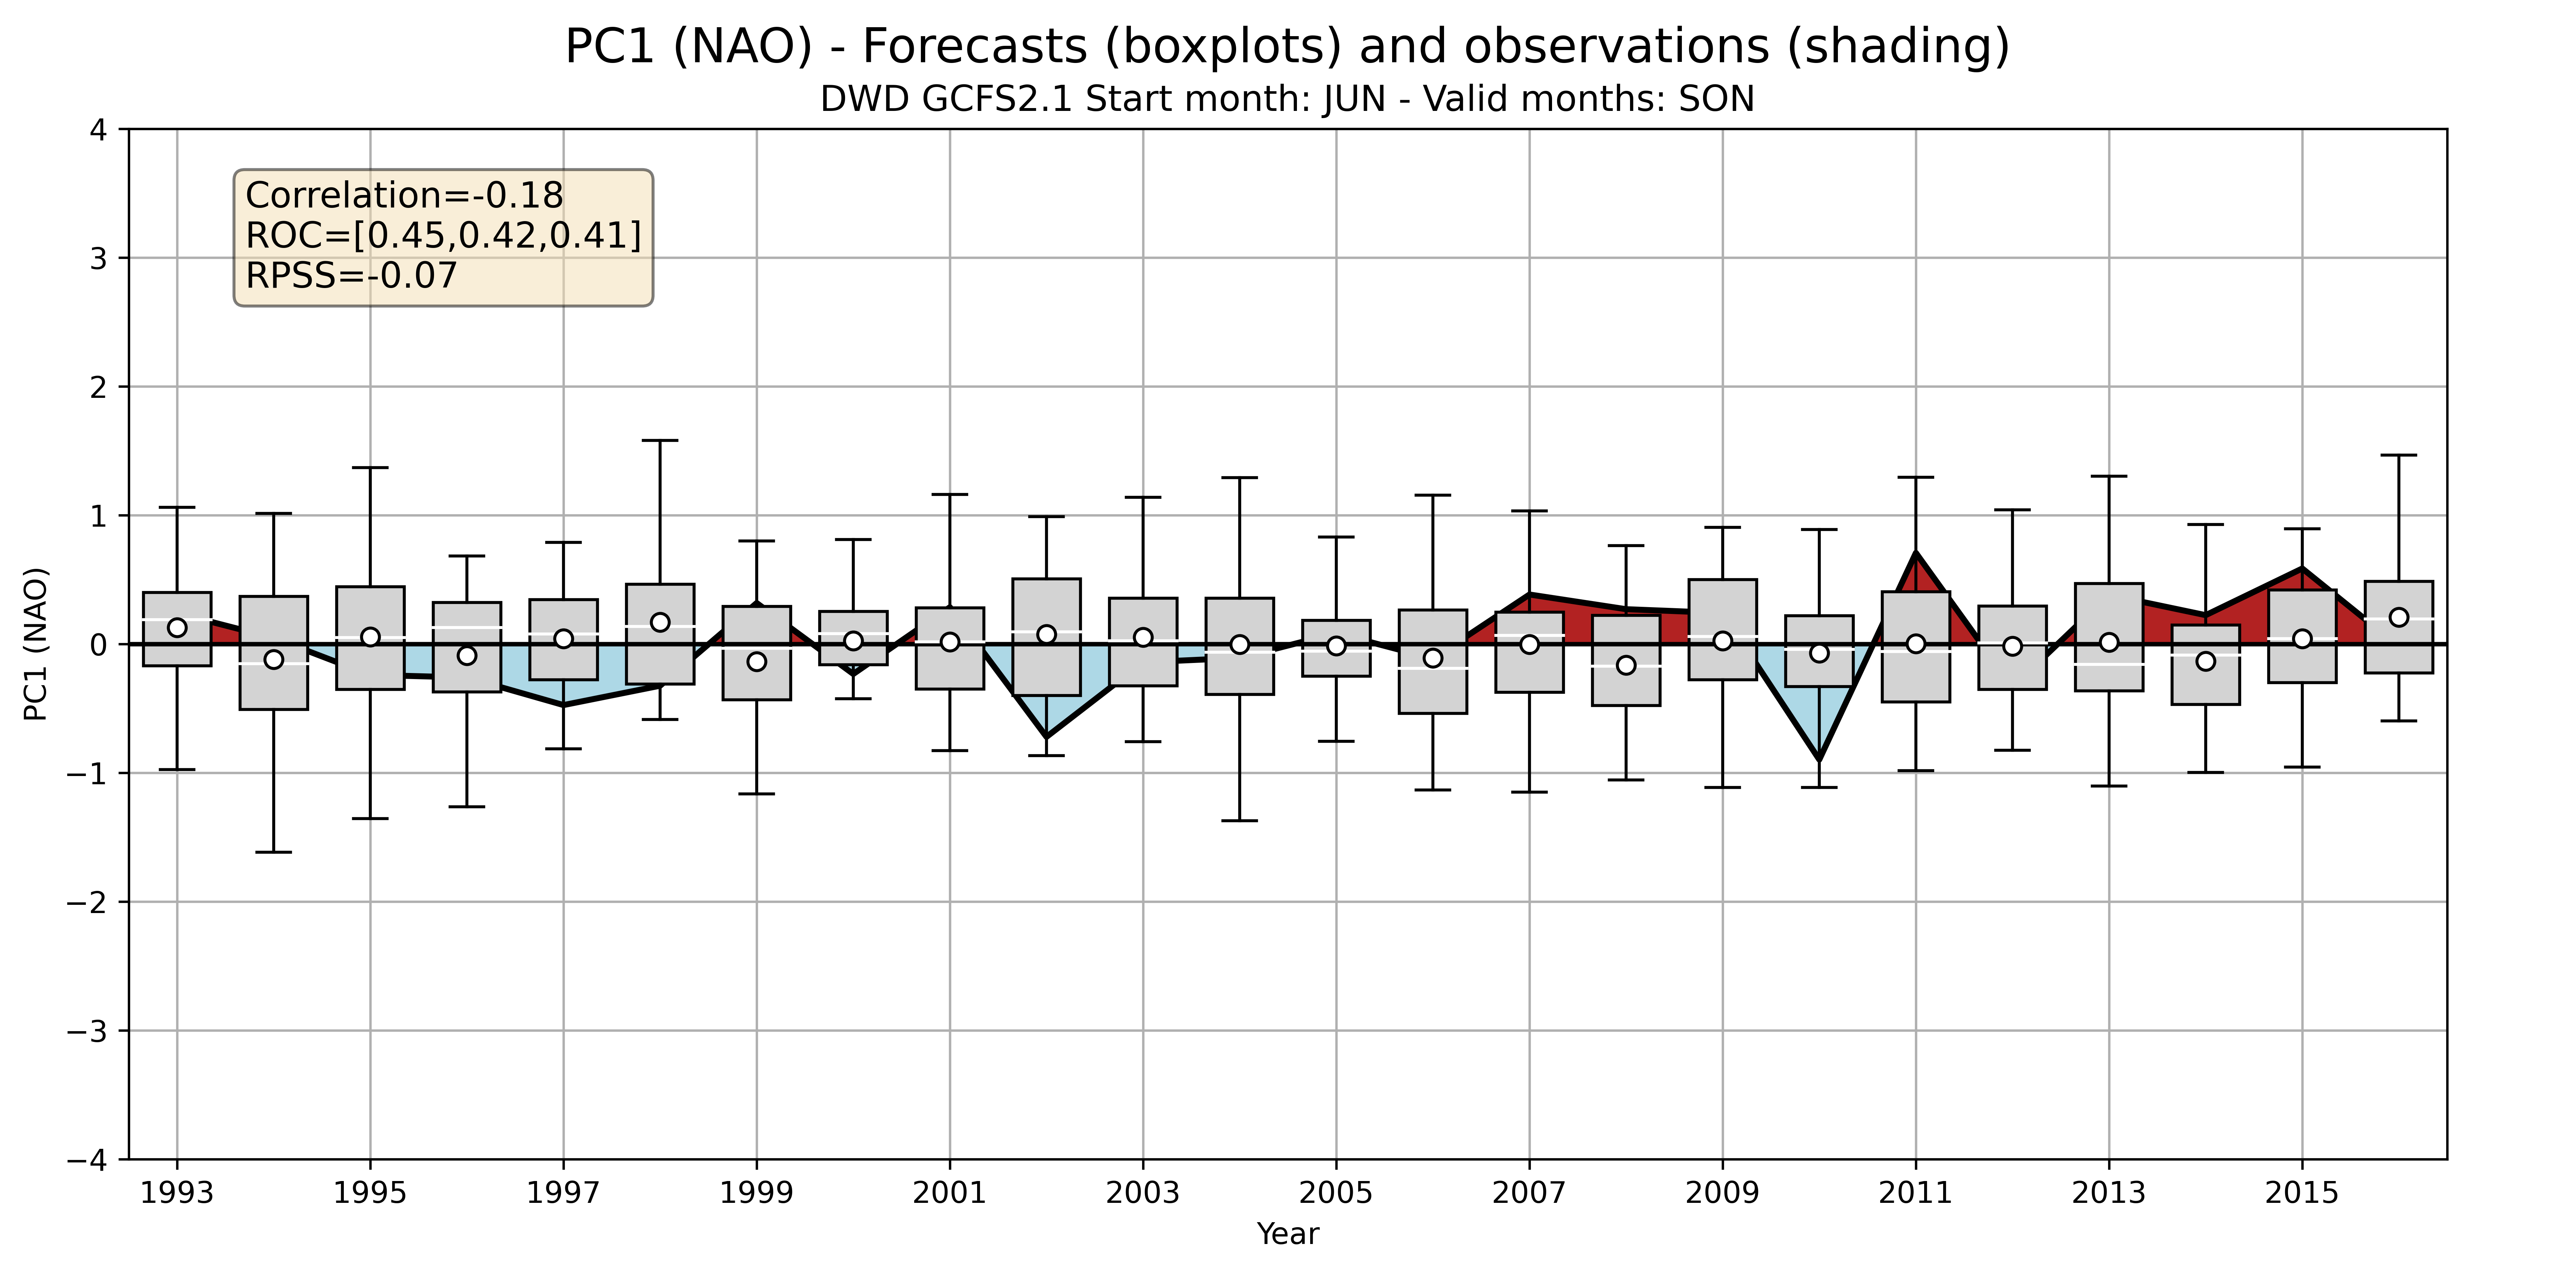 PC1 (NAO) - Forecasts (boxplots) and observations (shading)
DWD GCFS2.1 Start month: JUN - Valid months: SON
Correlation=-0.18
ROC=[0.45,0.42,0.41]
RPSS=-0.07
PC1 (NAO)
4
3
2
1
0
−1
−2
−3
−4
1993 1995 1997 1999 2001 2003 2005 2007 2009 2011 2013 2015
Year